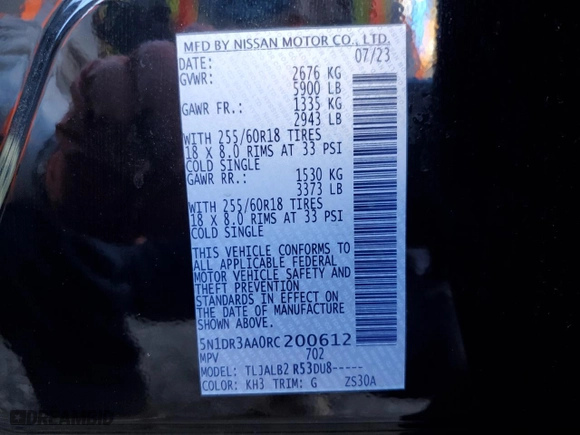 MFD BY NISSAN MOTOR CO., LTD.
DATE: 07/23
GVWR: 2676 KG
5900 LB
GAWR FR.: 1335 KG
2943 LB
WITH 255/60R18 TIRES
18 X 8.0 RIMS AT 33 PSI
COLD SINGLE
GAWR RR.: 1530 KG
3373 LB
WITH 255/60R18 TIRES
18 X 8.0 RIMS AT 33 PSI
COLD SINGLE
THIS VEHICLE CONFORMS TO
ALL APPLICABLE FEDERAL
MOTOR VEHICLE SAFETY AND
THEFT PREVENTION
STANDARDS IN EFFECT ON
THE DATE OF MANUFACTURE
SHOWN ABOVE.
5N1DR3AA0RC200612
MPV 702
MODEL: TLJALB2 R53DU8-----
COLOR: KH3 TRIM: G ZS30A
DREAMBID